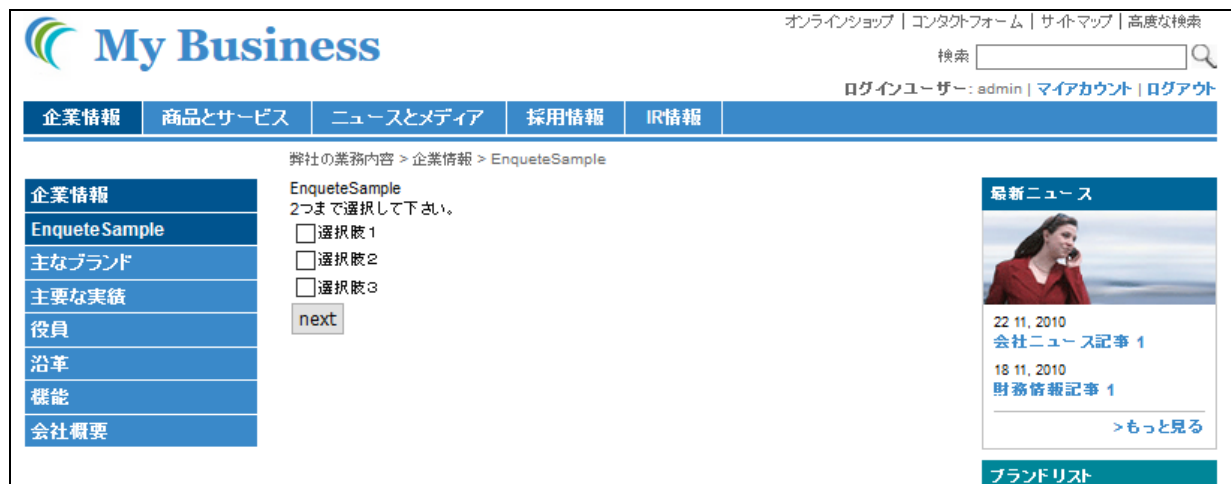 My Business
オンラインショップ | コンタクトフォーム | サイトマップ | 高度な検索
検索
ログインユーザー: admin | マイアカウント | ログアウト
企業情報 商品とサービス ニュースとメディア 採用情報 IR情報
弊社の業務内容 > 企業情報 > EnqueteSample
企業情報
EnqueteSample
主なブランド
主要な実績
役員
沿革
機能
会社概要
EnqueteSample
2つまで選択して下さい。
選択肢1
選択肢2
選択肢3
next
最新ニュース
22 11, 2010
会社ニュース記事 1
18 11, 2010
財務情報記事 1
>もっと見る
ブランドリスト